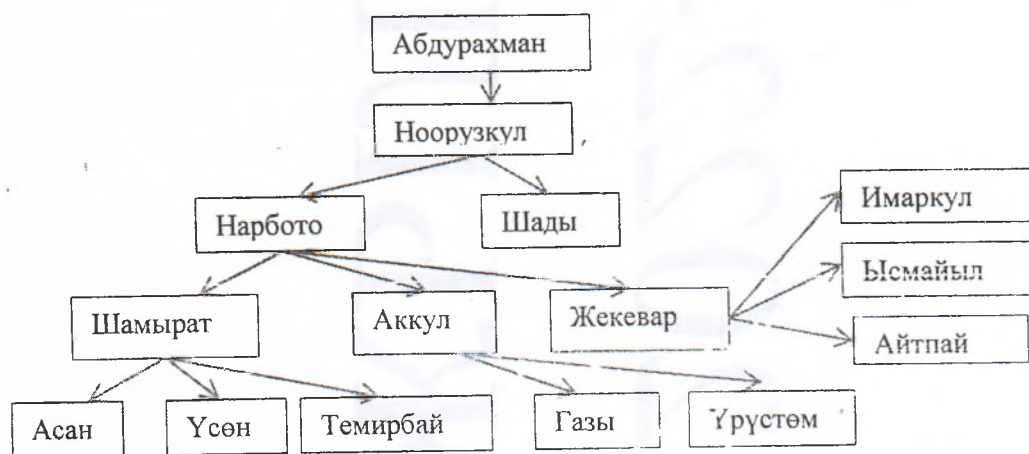 Абдурахман
Ноорузкул
Нарбото
Шады
Имаркул
Ысмайыл
Айтпай
Шамырат
Аккул
Жекевар
Асан
Үсөн
Темирбай
Газы
Үрүстөм